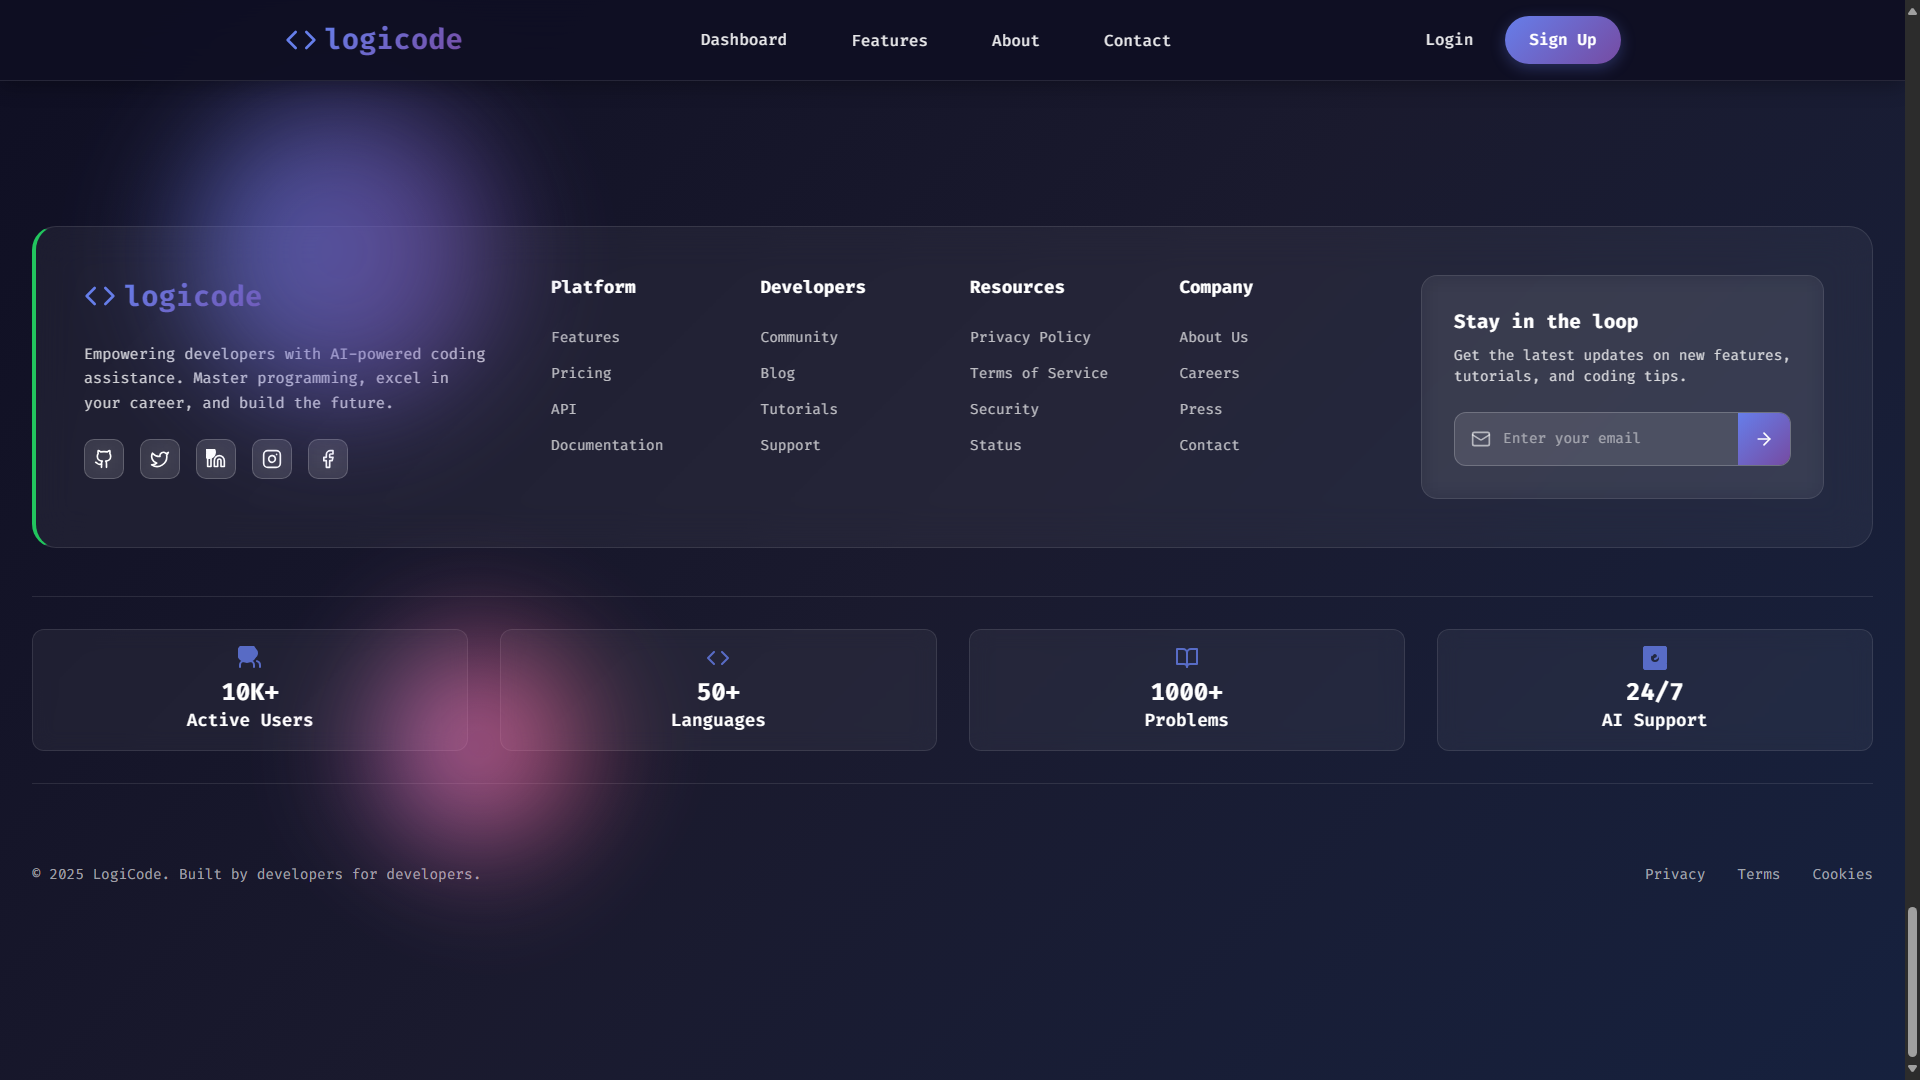 logicode
Dashboard
Features
About
Contact
Login
Sign Up
logicode
Empowering developers with AI-powered coding
assistance. Master programming, excel in
your career, and build the future.
Platform
Features
Pricing
API
Documentation
Developers
Community
Blog
Tutorials
Support
Resources
Privacy Policy
Terms of Service
Security
Status
Company
About Us
Careers
Press
Contact
Stay in the loop
Get the latest updates on new features,
tutorials, and coding tips.
Enter your email
10K+
Active Users
50+
Languages
1000+
Problems
24/7
AI Support
© 2025 LogiCode. Built by developers for developers.
Privacy
Terms
Cookies